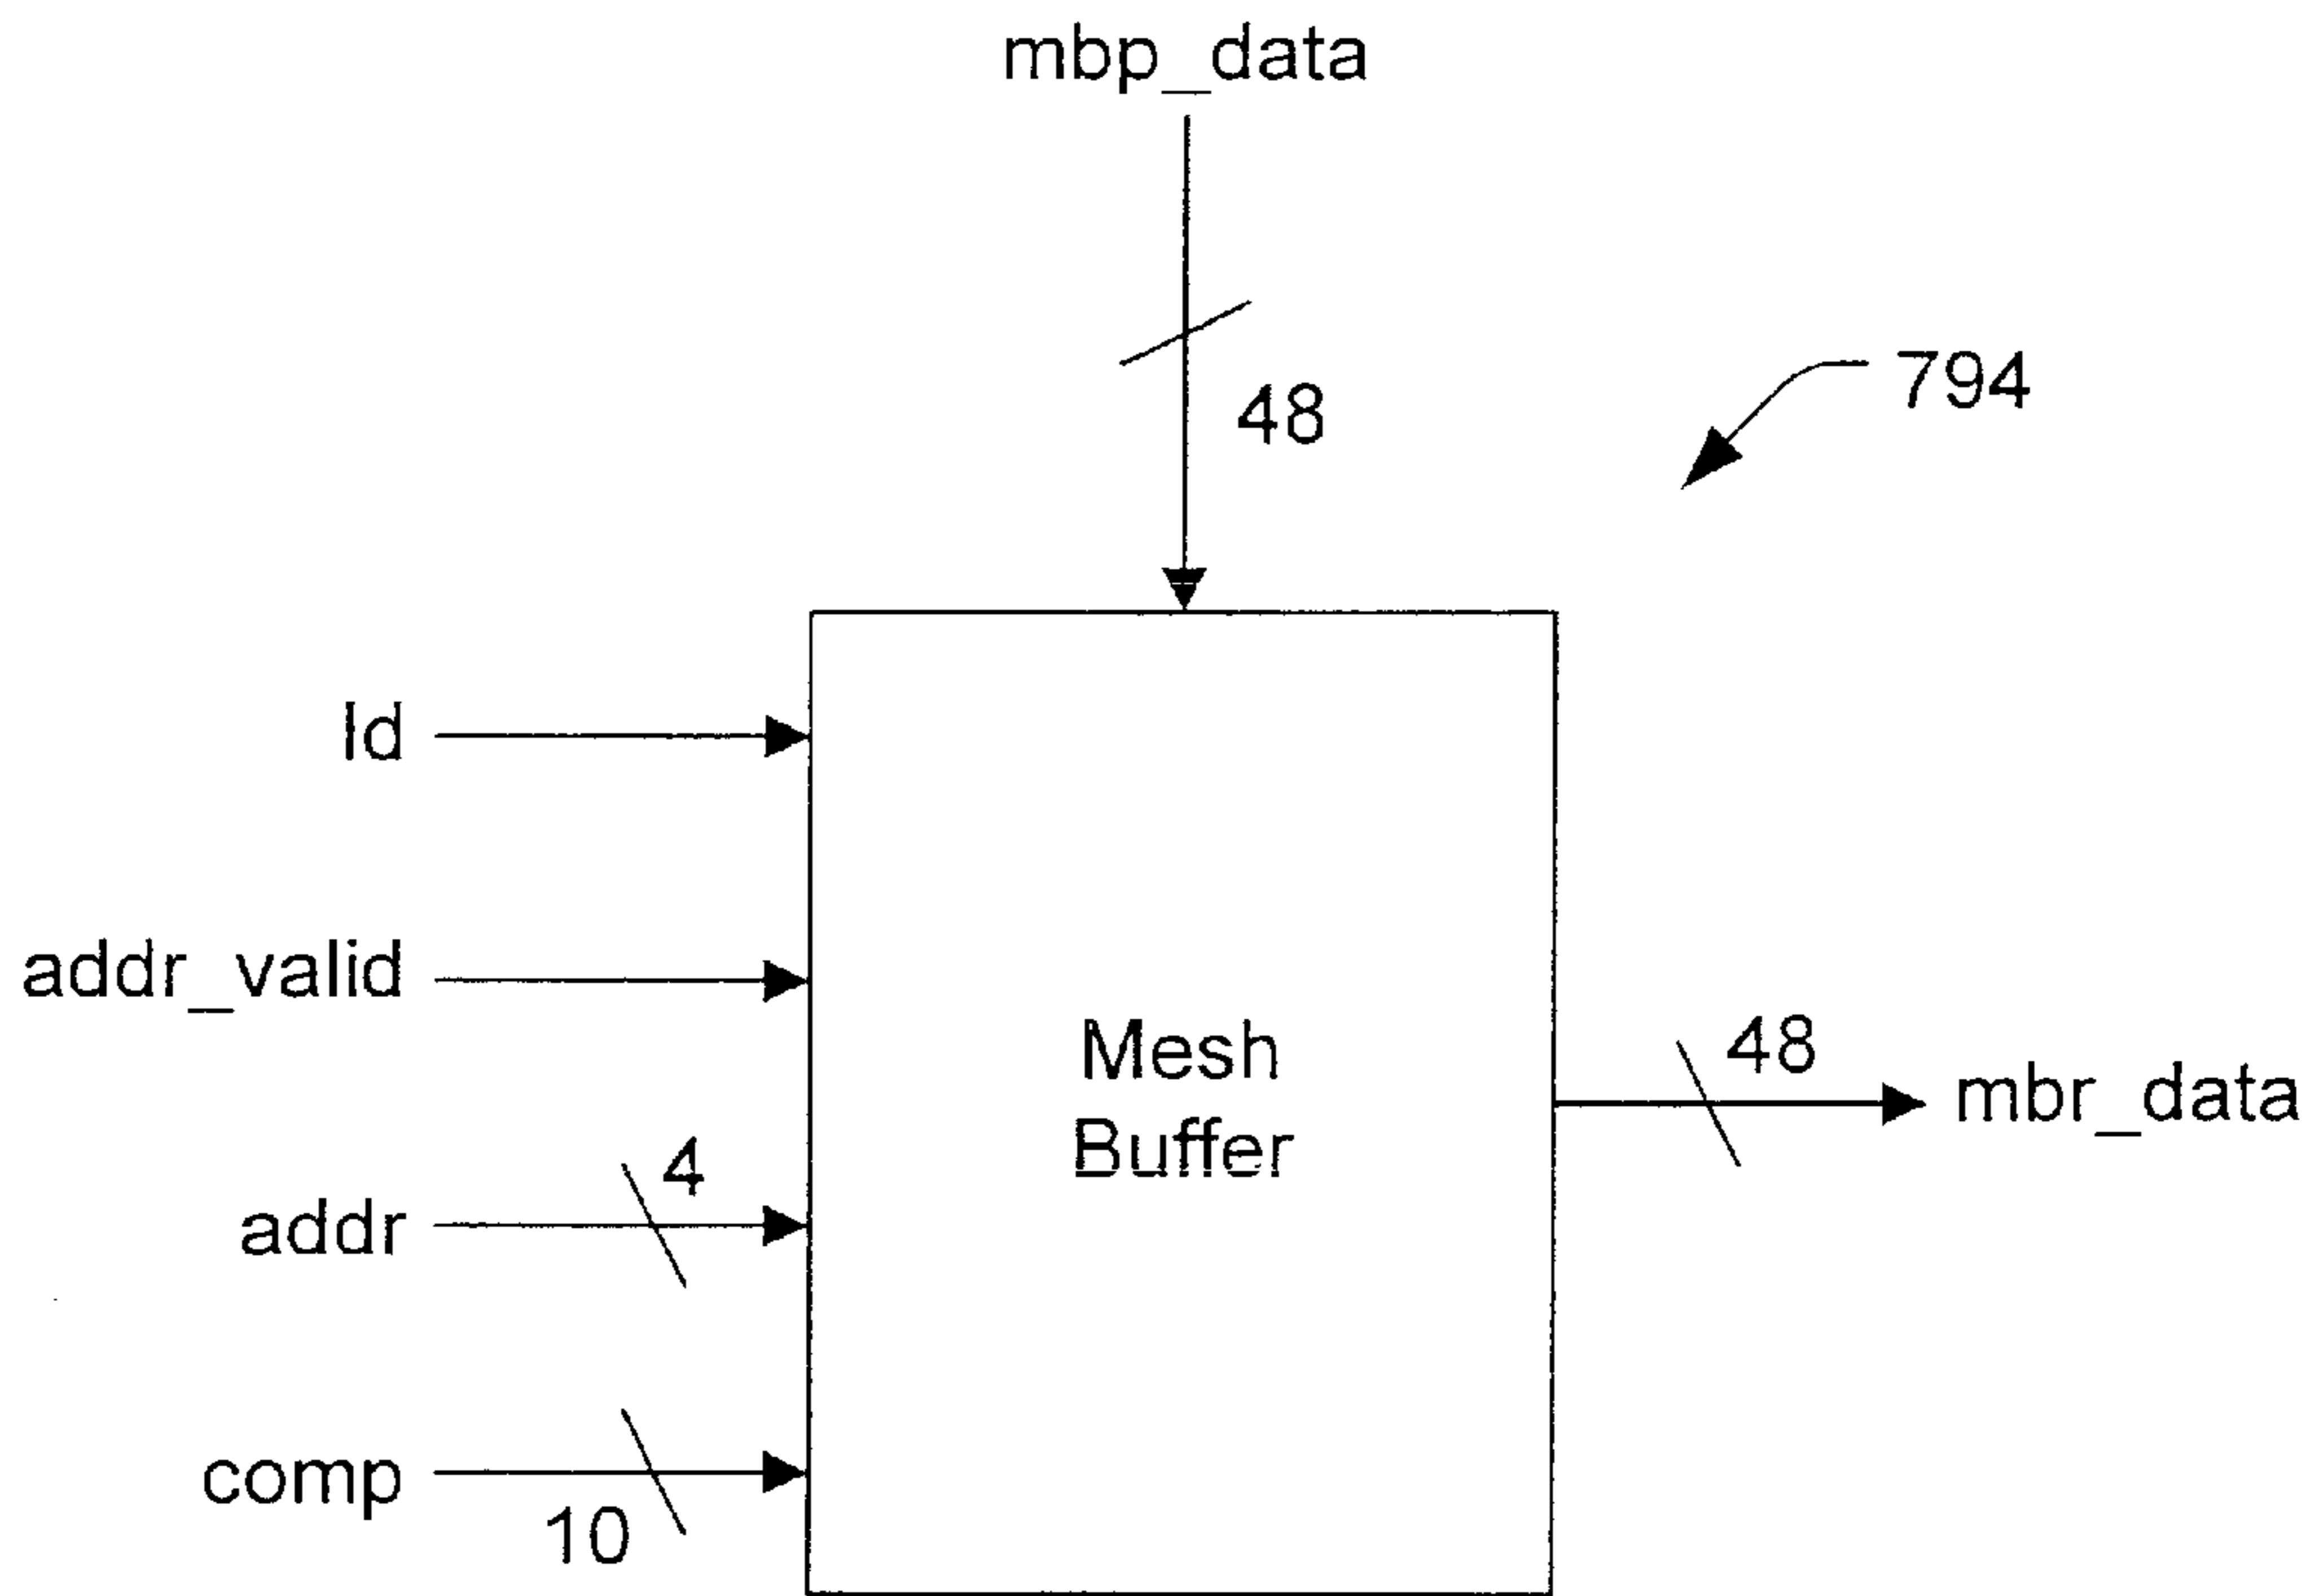 mbp_data
48
794
ld
addr_valid
addr
4
comp
10
Mesh
Buffer
48
mbr_data